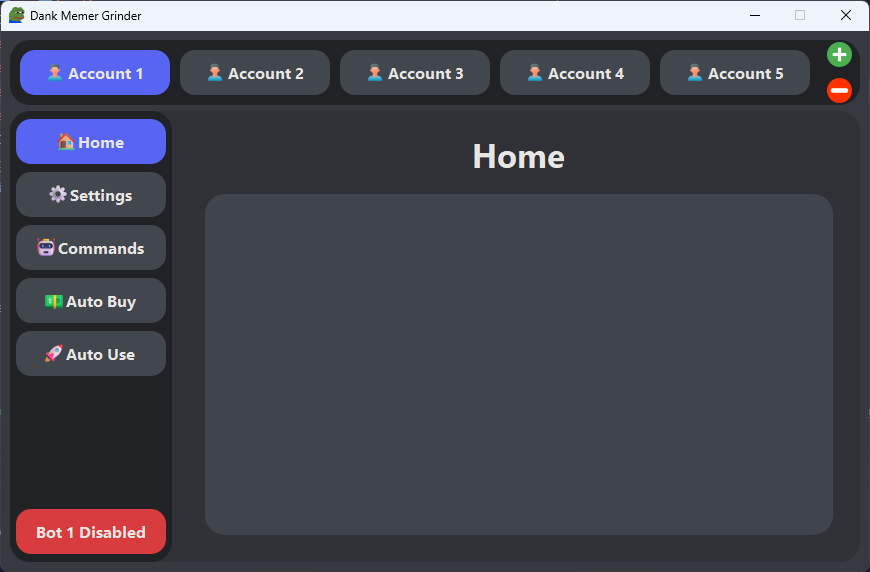 Dank Memer Grinder
Account 1
Account 2
Account 3
Account 4
Account 5
Home
Settings
Commands
Auto Buy
Auto Use
Bot 1 Disabled
Home